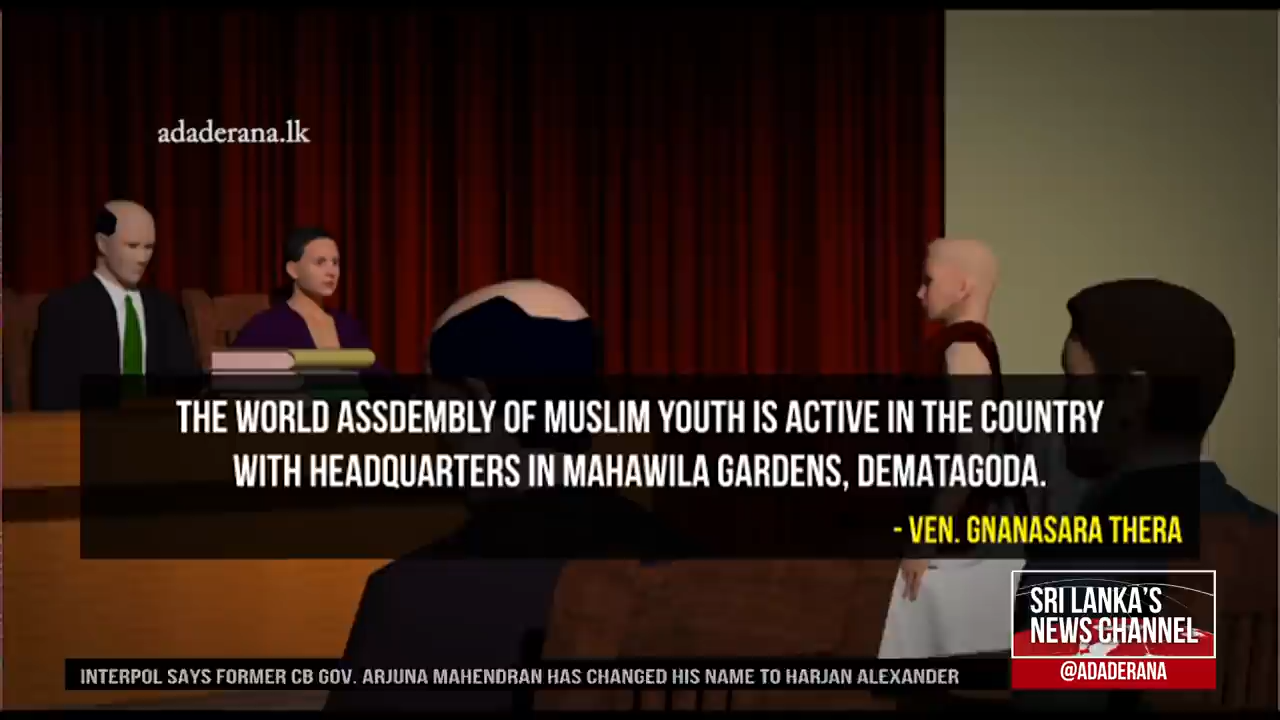 adaderana.lk
THE WORLD ASSDEMBLY OF MUSLIM YOUTH IS ACTIVE IN THE COUNTRY
WITH HEADQUARTERS IN MAHAWILA GARDENS, DEMATAGODA.
- VEN. GNANASARA THERA
SRI LANKA'S
NEWS CHANNEL
@ADADERANA
INTERPOL SAYS FORMER CB GOV. ARJUNA MAHENDRAN HAS CHANGED HIS NAME TO HARJAN ALEXANDER